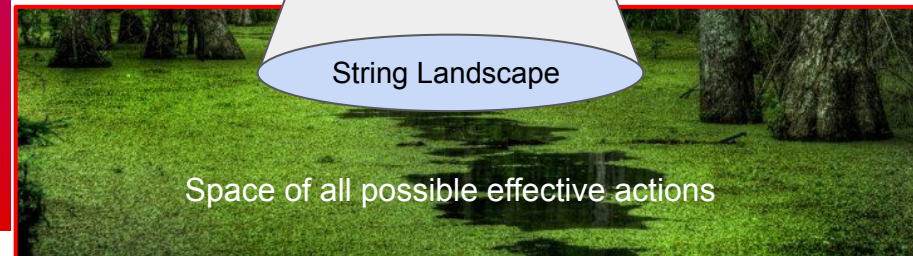 String Landscape
Space of all possible effective actions